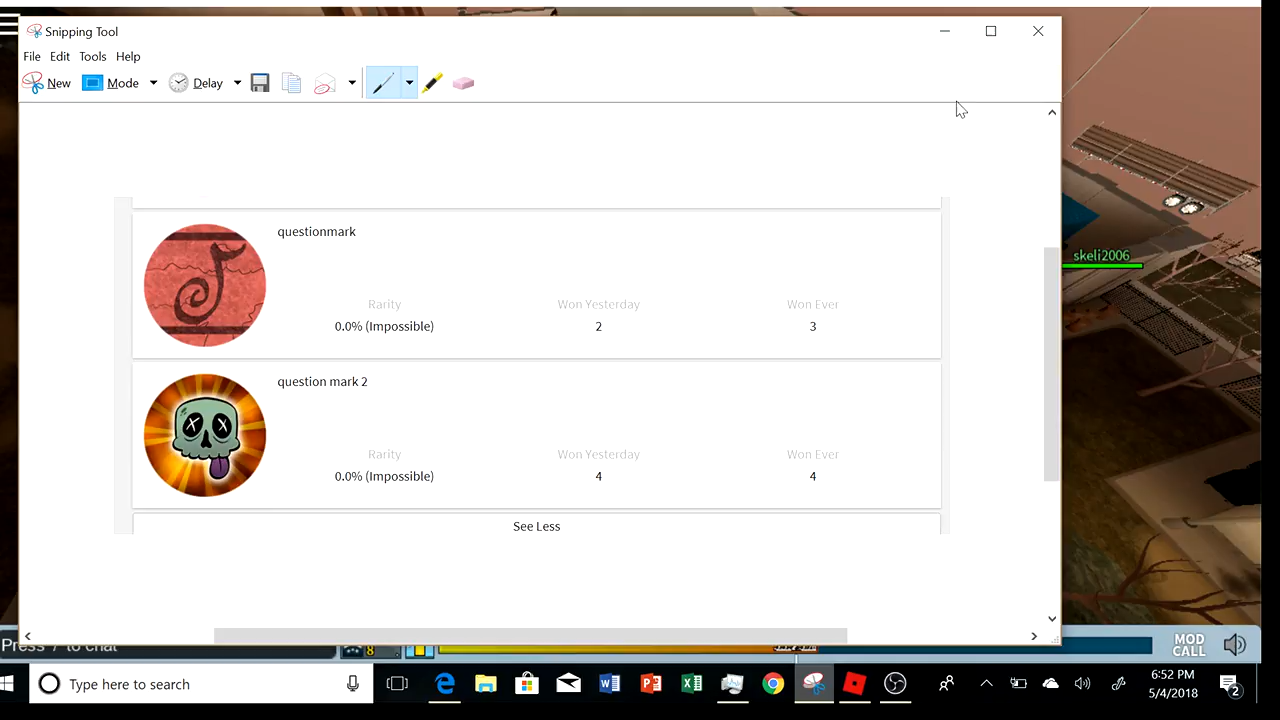 Snipping Tool
File Edit Tools Help
New Mode Delay
questionmark
Rarity Won Yesterday Won Ever
0.0% (Impossible) 2 3
question mark 2
Rarity Won Yesterday Won Ever
0.0% (Impossible) 4 4
See Less
skeli2006
to chat
8
MOD
CALL
Type here to search
6:52 PM
5/4/2018
2